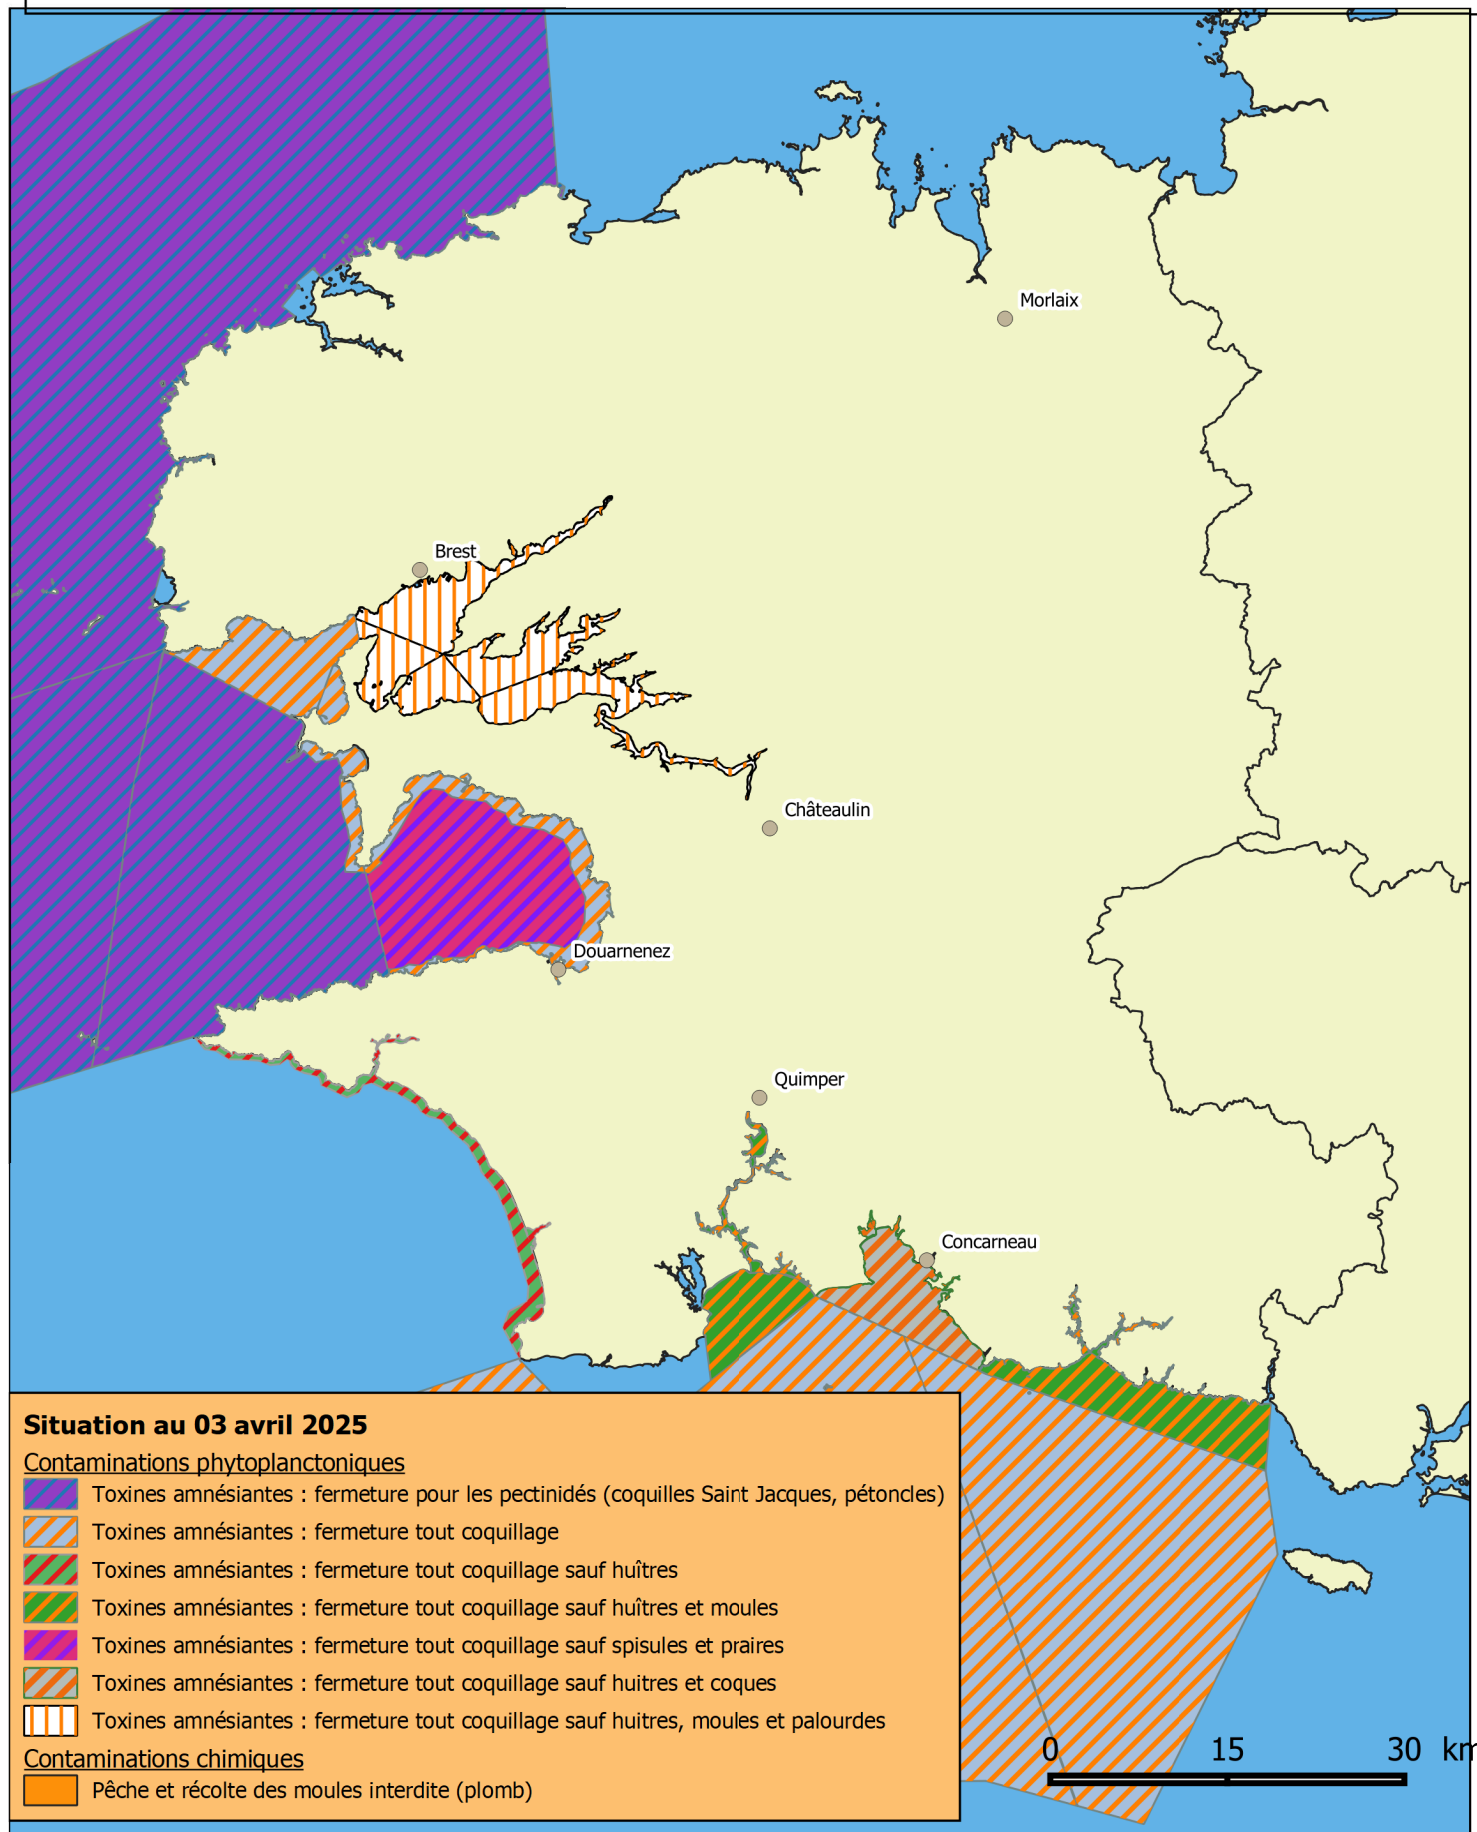 Morlaix
Brest
Châteaulin
Douarnenez
Quimper
Concarneau
Situation au 03 avril 2025
Contaminations phytoplanctoniques
Toxines amnésiantes : fermeture pour les pectinidés (coquilles Saint Jacques, pétoncles)
Toxines amnésiantes : fermeture tout coquillage
Toxines amnésiantes : fermeture tout coquillage sauf huîtres
Toxines amnésiantes : fermeture tout coquillage sauf huîtres et moules
Toxines amnésiantes : fermeture tout coquillage sauf spisules et praires
Toxines amnésiantes : fermeture tout coquillage sauf huitres et coques
Toxines amnésiantes : fermeture tout coquillage sauf huitres, moules et palourdes
Contaminations chimiques
Pêche et récolte des moules interdite (plomb)
0 15 30 km